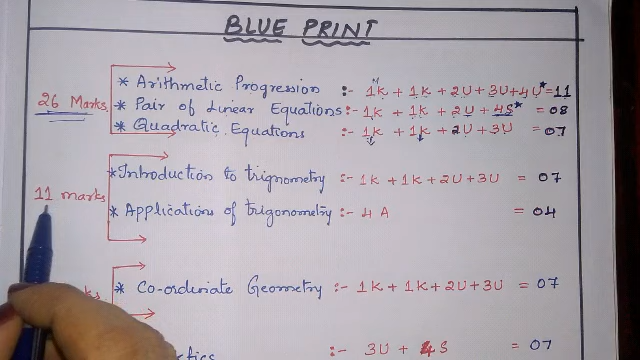 BLUE PRINT
* Arithmetic Progression :- 1K + 1K + 2U + 3U + 4U* = 11
26 Marks * Pair of Linear Equations :- 1K + 1K + 2U + 4S* = 08
* Quadratic Equations :- 1K + 1K + 2U + 3U = 07
* Introduction to trignometry :- 1K + 1K + 2U + 3U = 07
11 marks
* Applications of trigonometry :- 4 A = 04
* Co-ordinate Geometry :- 1K + 1K + 2U + 3U = 07
:- 3U + 4S = 07